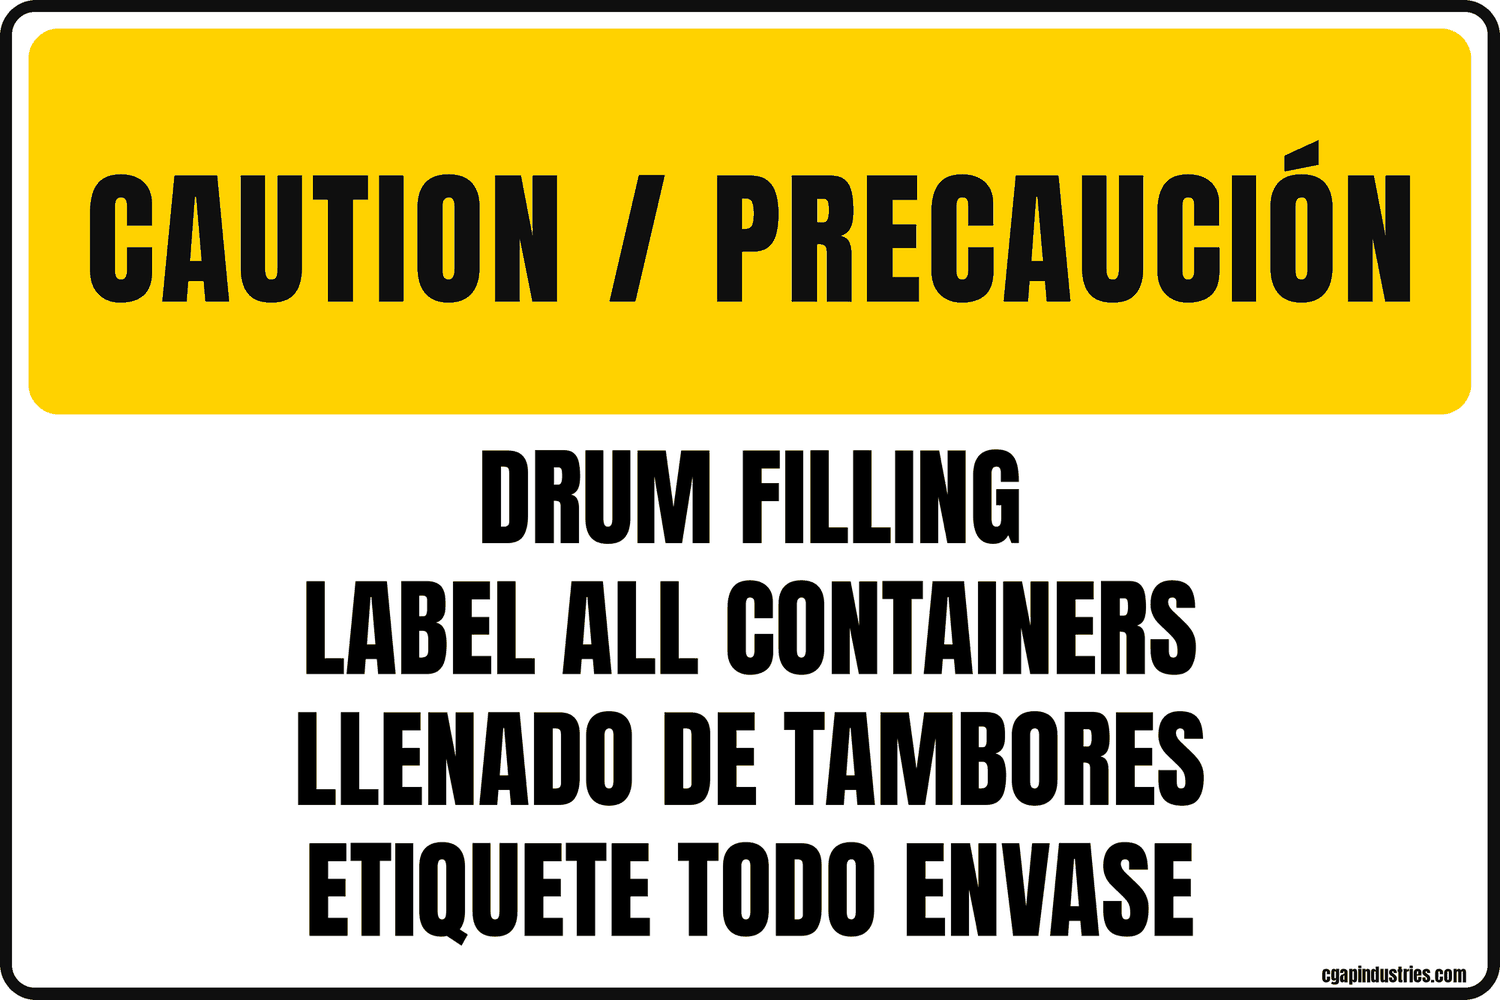 CAUTION / PRECAUCIÓN
DRUM FILLING
LABEL ALL CONTAINERS
LLENADO DE TAMBORES
ETIQUETE TODO ENVASE
cgapindustries.com